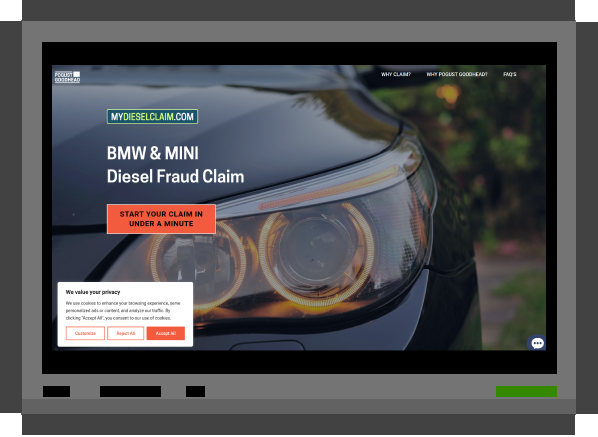 POGUST
GOODHEAD
WHY CLAIM? WHY POGUST GOODHEAD? FAQ'S
MYDIESELCLAIM.COM
BMW & MINI
Diesel Fraud Claim
START YOUR CLAIM IN
UNDER A MINUTE
We value your privacy
We use cookies to enhance your browsing experience, serve
personalized ads or content, and analyze our traffic. By
clicking "Accept All", you consent to our use of cookies.
Customize Reject All Accept All